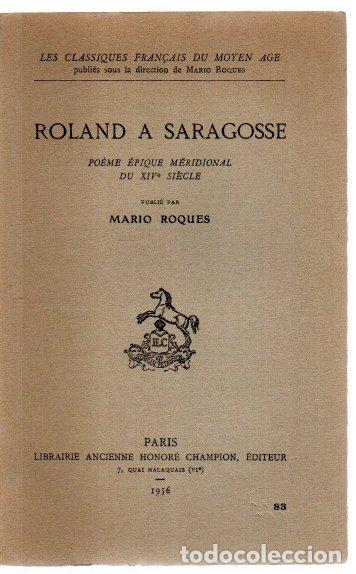 LES CLASSIQUES FRANÇAIS DU MOYEN AGE
publiés sous la direction de MARIO ROQUES
ROLAND A SARAGOSSE
POÈME ÉPIQUE MÉRIDIONAL
DU XIVe SIÈCLE
PUBLIÉ PAR
MARIO ROQUES
H.C
PARIS
LIBRAIRIE ANCIENNE HONORÉ CHAMPION, ÉDITEUR
7, QUAI MALAQUAIS (VIe)
1956
83
todocoleccion